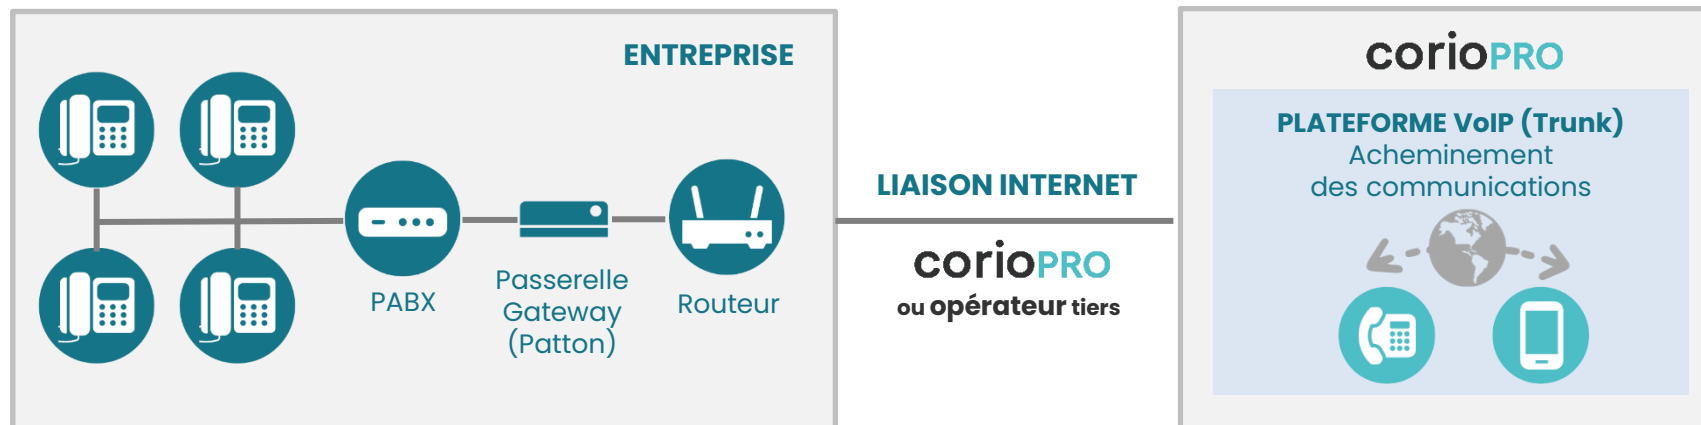 ENTREPRISE
PABX
Passerelle
Gateway
(Patton)
Routeur
LIAISON INTERNET
corioPRO
ou opérateur tiers
corioPRO
PLATEFORME VoIP (Trunk)
Acheminement
des communications